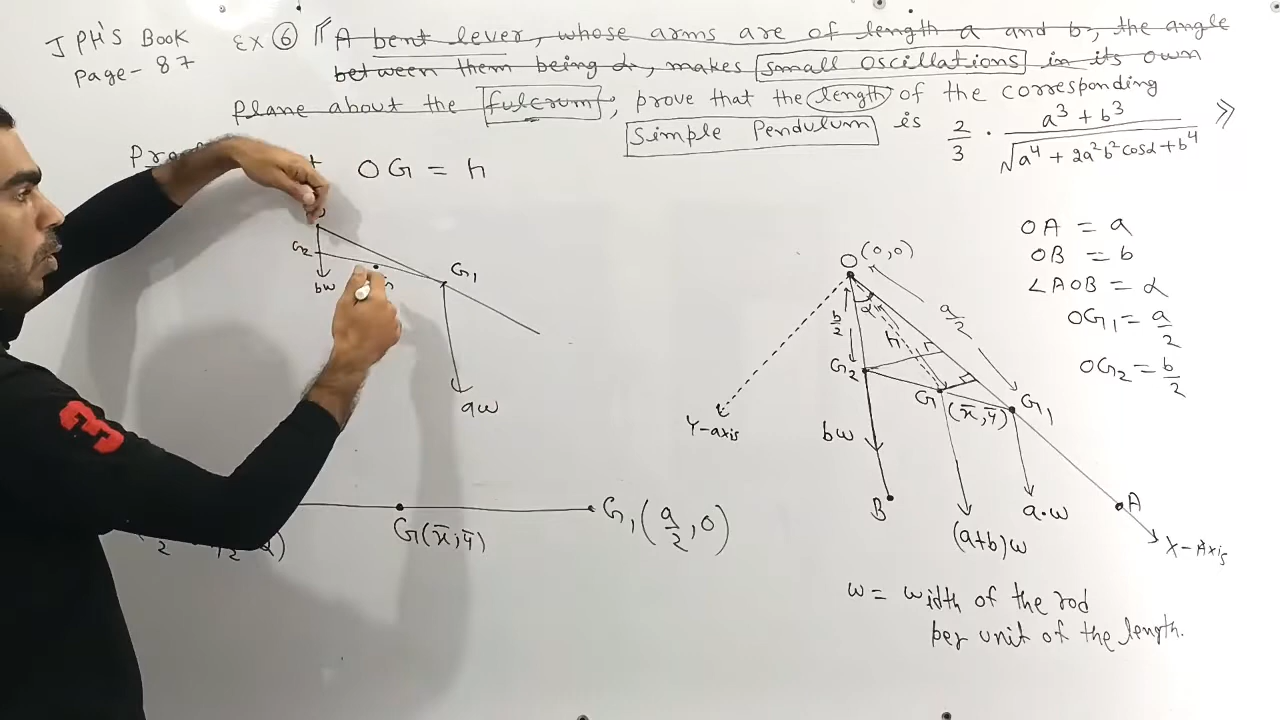 J PH'S BOOK
page-87
Ex ⑥ 《A bent lever, whose arms are of length a and b, the angle
between them being α, makes small oscillations in its own
plane about the fulcrum, prove that the length of the corresponding
Simple Pendulum is 2/3 · a³ + b³ / √a⁴ + 2a²b²cosα + b⁴ 》
OG = h
G₂
bw
G₁
aw
G(x̄,ȳ)
G₁(a/2, 0)
O (0,0)
α
b/2
a/2
h
G₂
G (x̄,ȳ)
G₁
Y-axis
bw
B
(a+b)w
a.w
A
X-Axis
OA = a
OB = b
∠AOB = α
OG₁ = a/2
OG₂ = b/2
w = width of the rod
per unit of the length.
3